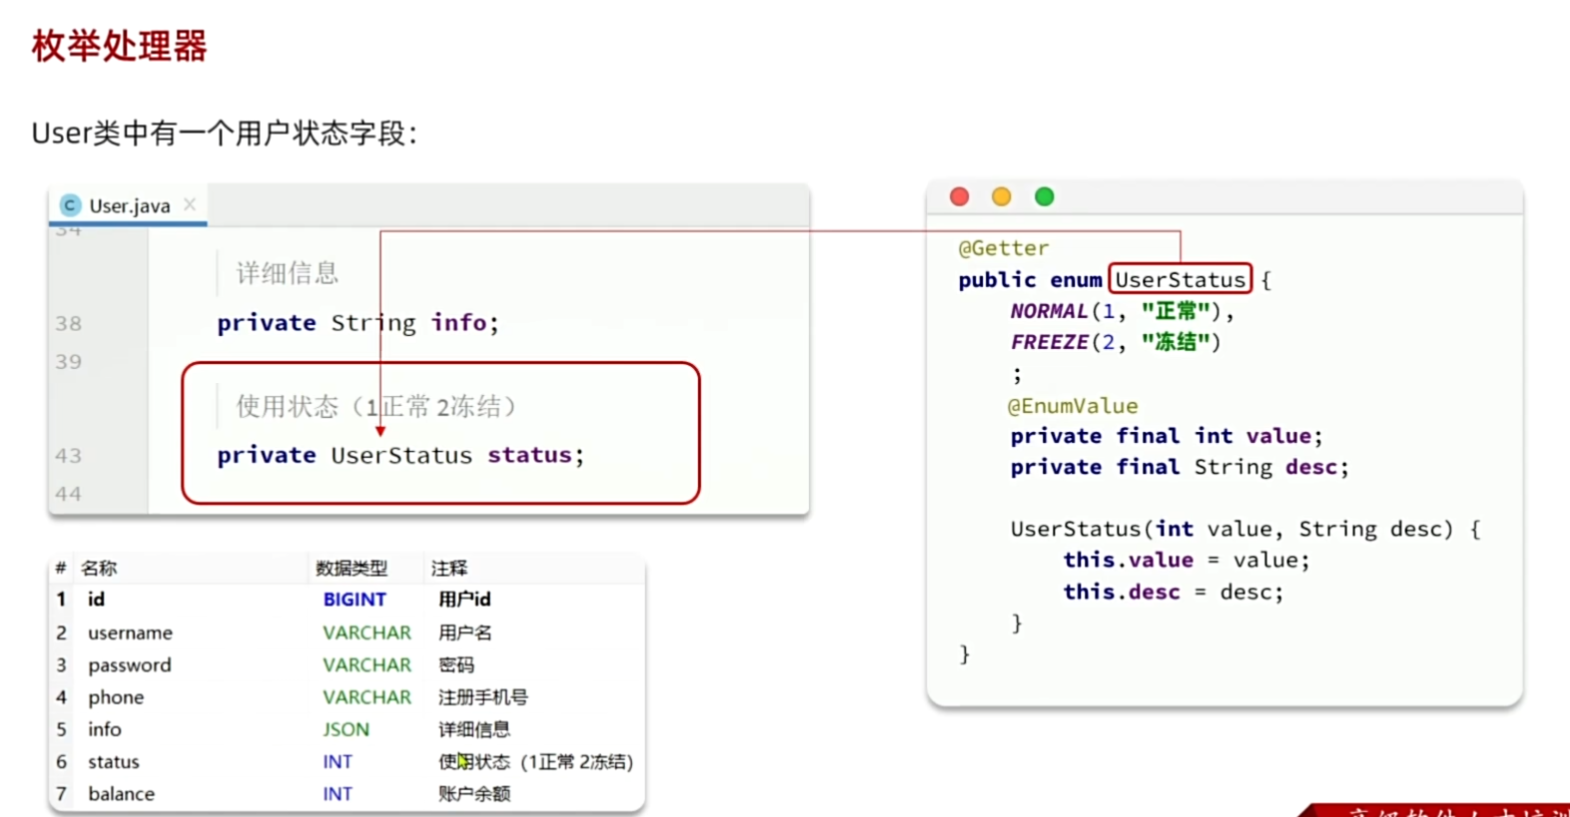 枚举处理器
User类中有一个用户状态字段：
User.java
34
详细信息
38 private String info;
39
使用状态（1正常 2冻结）
43 private UserStatus status;
44
@Getter
public enum UserStatus {
NORMAL(1, "正常"),
FREEZE(2, "冻结")
;
@EnumValue
private final int value;
private final String desc;
UserStatus(int value, String desc) {
this.value = value;
this.desc = desc;
}
}
# 名称 数据类型 注释
1 id BIGINT 用户id
2 username VARCHAR 用户名
3 password VARCHAR 密码
4 phone VARCHAR 注册手机号
5 info JSON 详细信息
6 status INT 使用状态（1正常 2冻结）
7 balance INT 账户余额